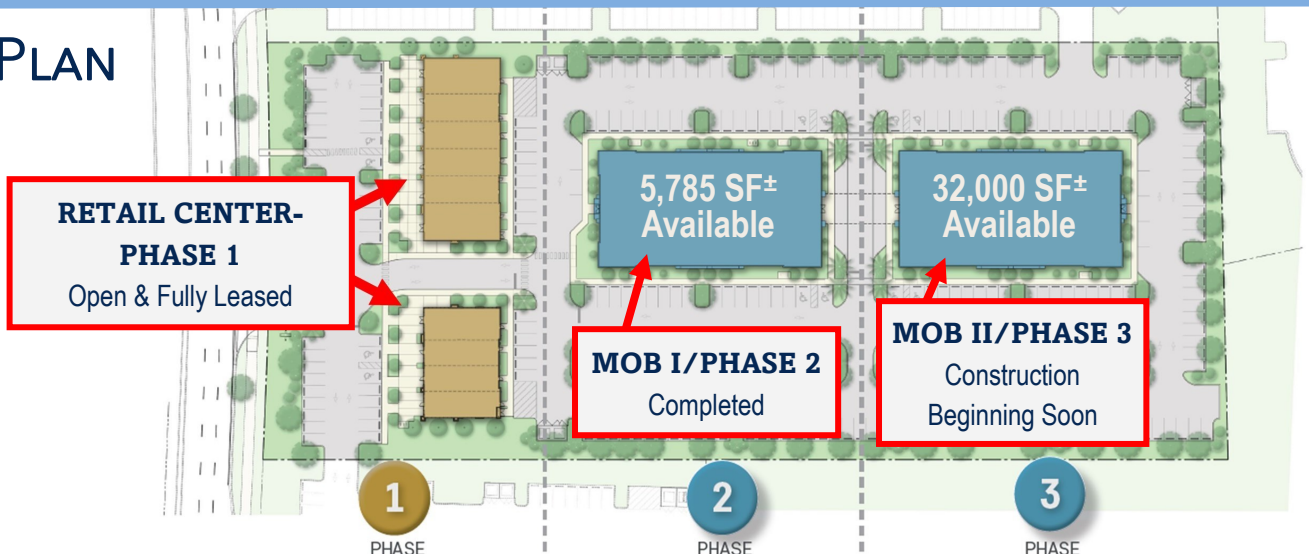 PLAN
RETAIL CENTER-
PHASE 1
Open & Fully Leased
5,785 SF±
Available
32,000 SF±
Available
MOB I/PHASE 2
Completed
MOB II/PHASE 3
Construction
Beginning Soon
1
PHASE
2
PHASE
3
PHASE